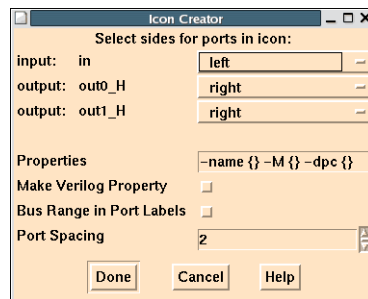 Icon Creator
Select sides for ports in icon:
input: in left
output: out0_H right
output: out1_H right
Properties -name {} -M {} -dpc {}
Make Verilog Property
Bus Range in Port Labels
Port Spacing 2
Done Cancel Help